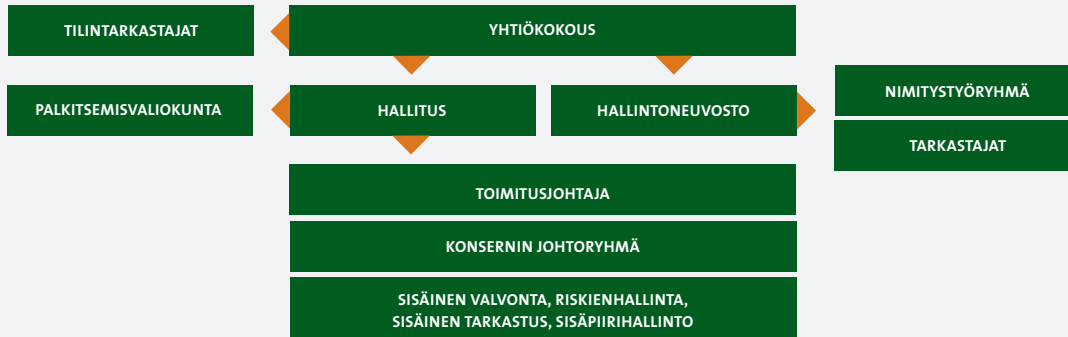 TILINTARKASTAJAT
YHTIÖKOKOUS
PALKITSEMISVALIOKUNTA
HALLITUS
HALLINTONEUVOSTO
NIMITYSTYÖRYHMÄ
TARKASTAJAT
TOIMITUSJOHTAJA
KONSERNIN JOHTORYHMÄ
SISÄINEN VALVONTA, RISKIENHALLINTA,
SISÄINEN TARKASTUS, SISÄPIIRIHALLINTO